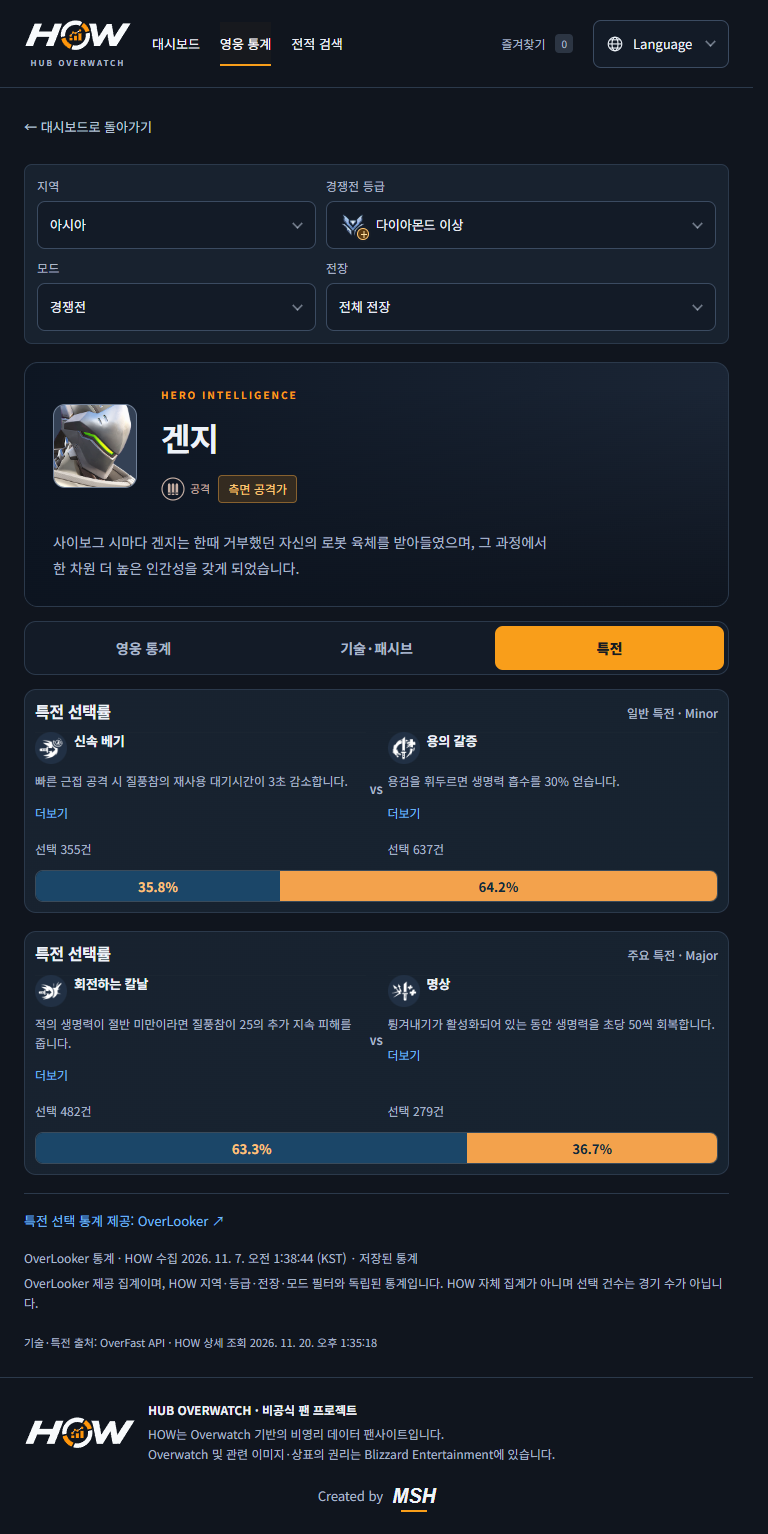 HOW
HUB OVERWATCH
대시보드
영웅 통계
전적 검색
즐겨찾기 0
Language
← 대시보드로 돌아가기
지역
경쟁전 등급
아시아
다이아몬드 이상
모드
전장
경쟁전
전체 전장
HERO INTELLIGENCE
겐지
공격
측면 공격가
사이보그 시마다 겐지는 한때 거부했던 자신의 로봇 육체를 받아들였으며, 그 과정에서
한 차원 더 높은 인간성을 갖게 되었습니다.
영웅 통계
기술·패시브
특전
특전 선택률
일반 특전 · Minor
신속 베기
빠른 근접 공격 시 질풍참의 재사용 대기시간이 3초 감소합니다.
더보기
선택 355건
VS
용의 갈증
용검을 휘두르면 생명력 흡수를 30% 얻습니다.
더보기
선택 637건
35.8%
64.2%
특전 선택률
주요 특전 · Major
회전하는 칼날
적의 생명력이 절반 미만이라면 질풍참이 25의 추가 지속 피해를
줍니다.
더보기
선택 482건
VS
명상
튕겨내기가 활성화되어 있는 동안 생명력을 초당 50씩 회복합니다.
더보기
선택 279건
63.3%
36.7%
특전 선택 통계 제공: OverLooker ↗
OverLooker 통계 · HOW 수집 2026. 11. 7. 오전 1:38:44 (KST) · 저장된 통계
OverLooker 제공 집계이며, HOW 지역·등급·전장·모드 필터와 독립된 통계입니다. HOW 자체 집계가 아니며 선택 건수는 경기 수가 아닙니
다.
기술·특전 출처: OverFast API · HOW 상세 조회 2026. 11. 20. 오후 1:35:18
HOW
HUB OVERWATCH · 비공식 팬 프로젝트
HOW는 Overwatch 기반의 비영리 데이터 팬사이트입니다.
Overwatch 및 관련 이미지·상표의 권리는 Blizzard Entertainment에 있습니다.
Created by MSH